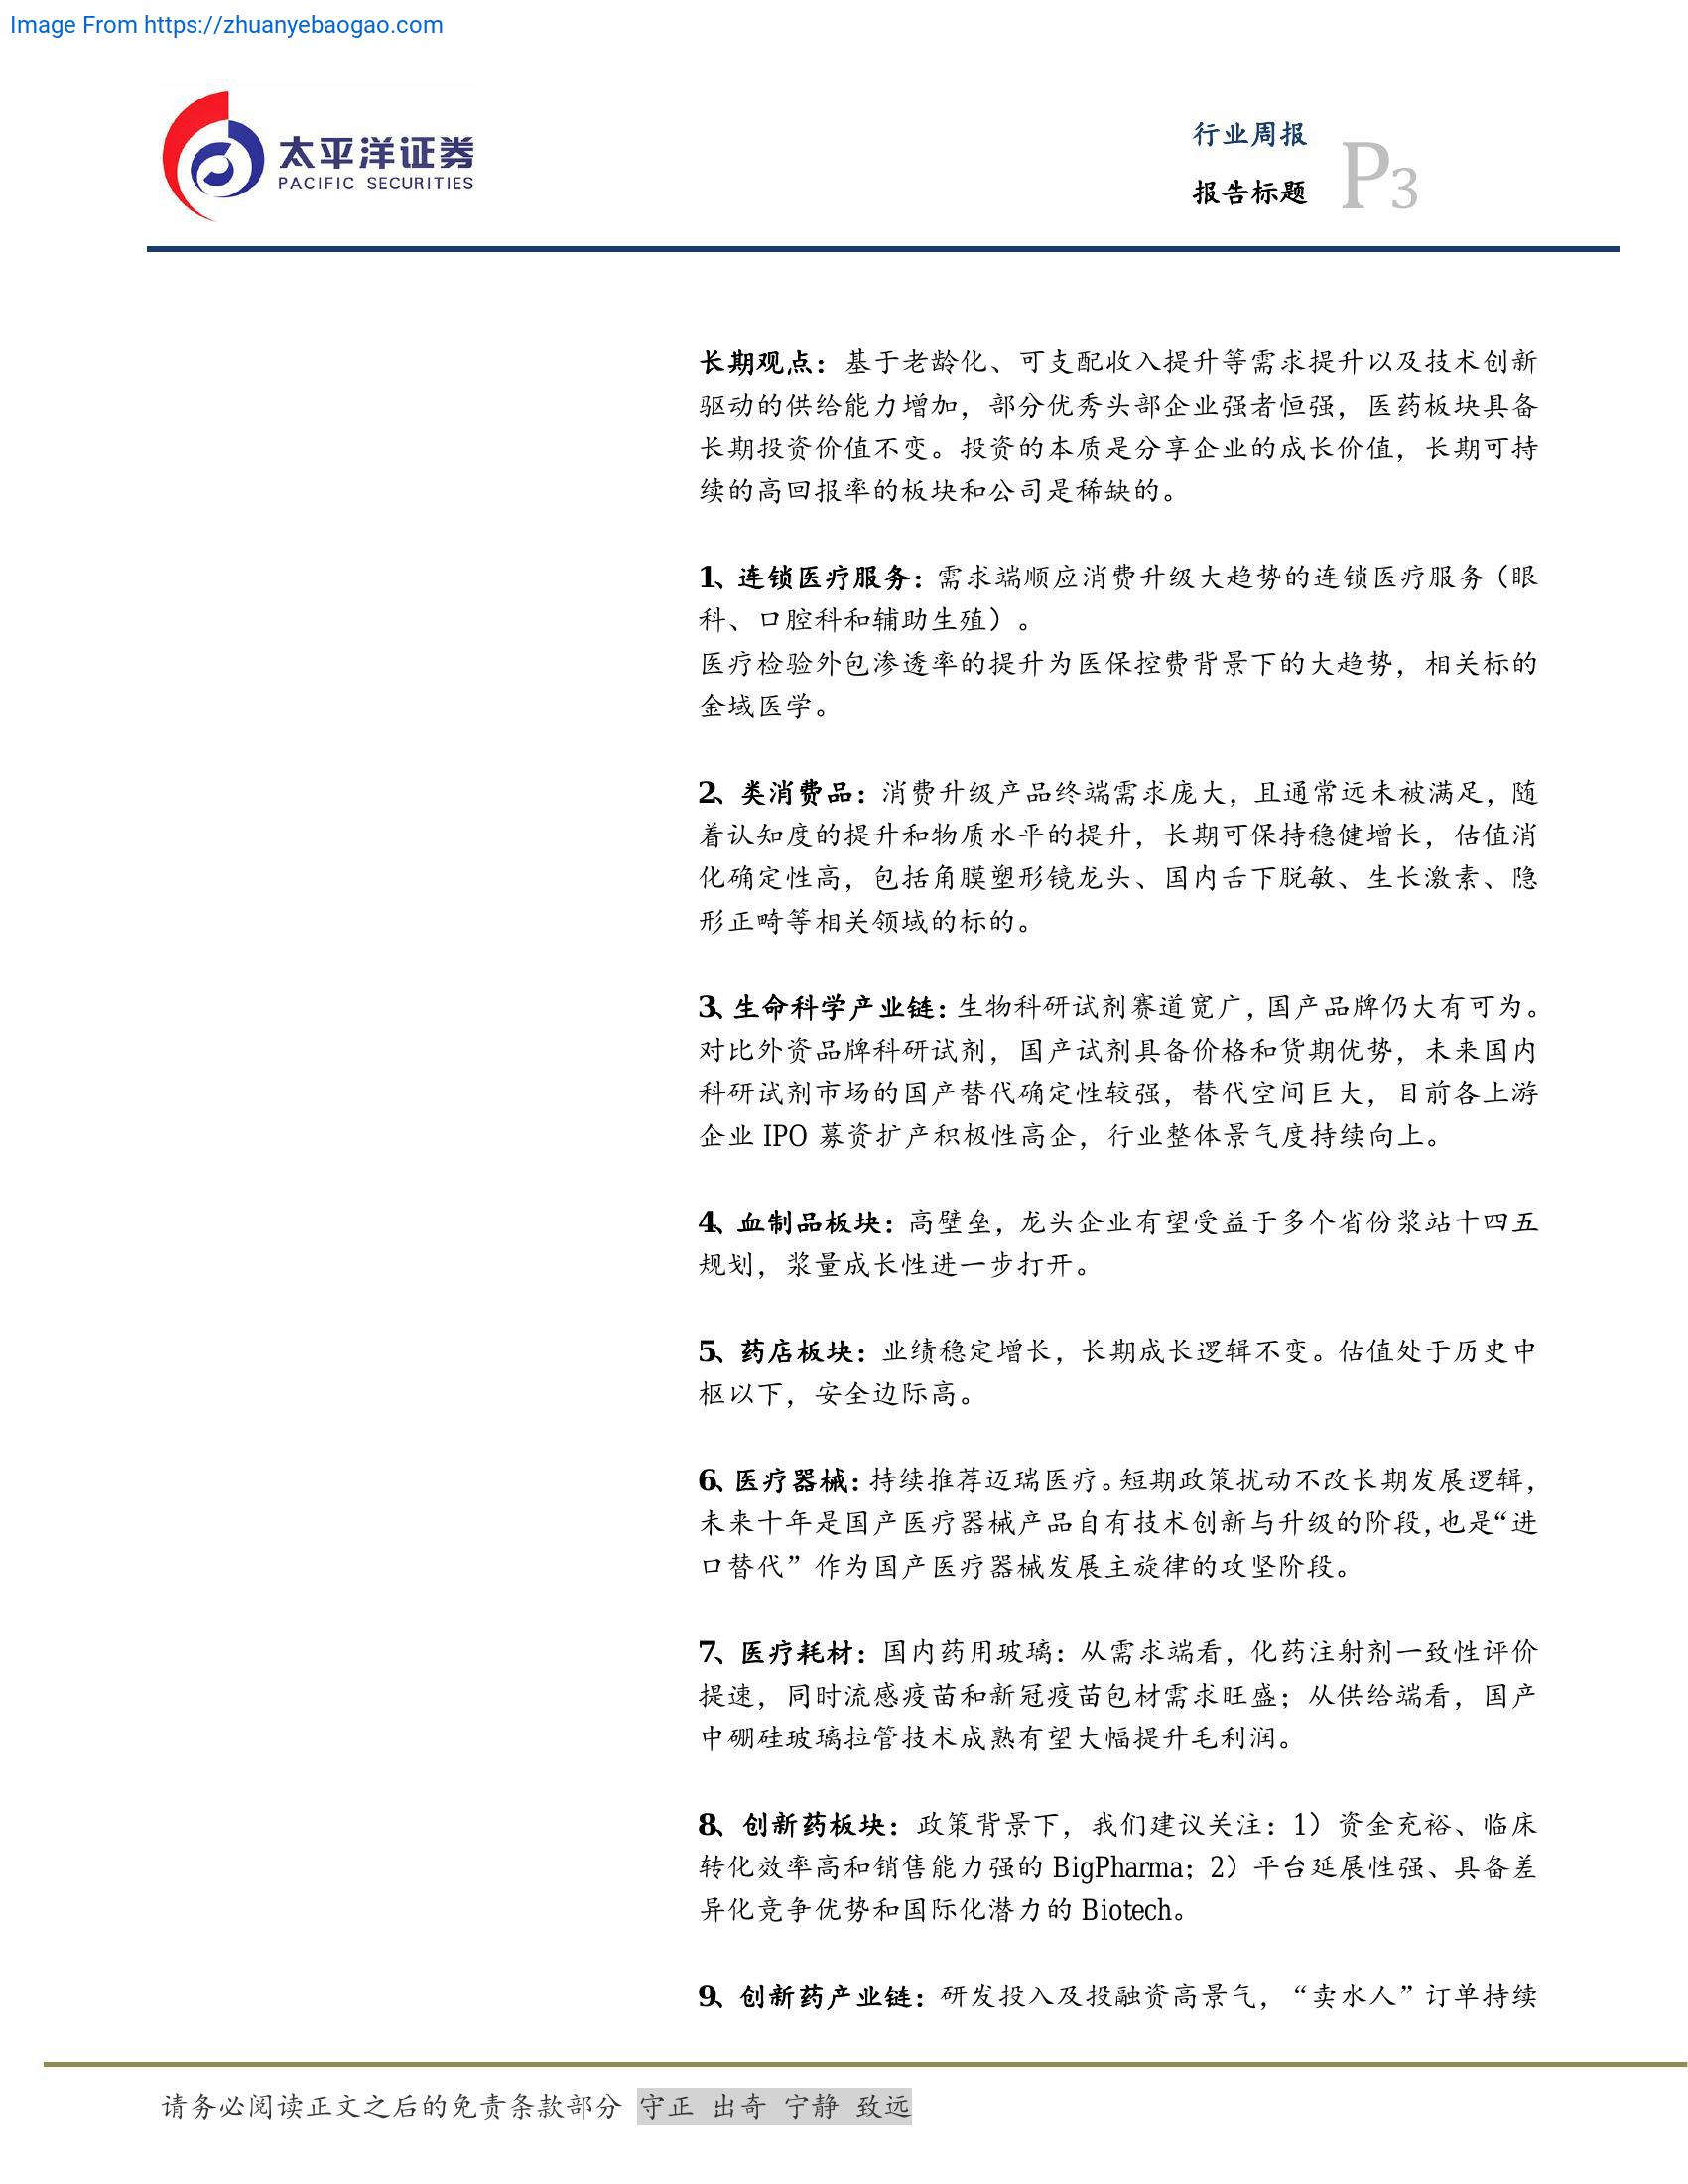 Image From https://zhuanyebaogao.com
太平洋证券
PACIFIC SECURITIES
行业周报
报告标题
P3
长期观点：基于老龄化、可支配收入提升等需求提升以及技术创新
驱动的供给能力增加，部分优秀头部企业强者恒强，医药板块具备
长期投资价值不变。投资的本质是分享企业的成长价值，长期可持
续的高回报率的板块和公司是稀缺的。
1、连锁医疗服务：需求端顺应消费升级大趋势的连锁医疗服务（眼
科、口腔科和辅助生殖）。
医疗检验外包渗透率的提升为医保控费背景下的大趋势，相关标的
金域医学。
2、类消费品：消费升级产品终端需求庞大，且通常远未被满足，随
着认知度的提升和物质水平的提升，长期可保持稳健增长，估值消
化确定性高，包括角膜塑形镜龙头、国内舌下脱敏、生长激素、隐
形正畸等相关领域的标的。
3、生命科学产业链：生物科研试剂赛道宽广，国产品牌仍大有可为。
对比外资品牌科研试剂，国产试剂具备价格和货期优势，未来国内
科研试剂市场的国产替代确定性较强，替代空间巨大，目前各上游
企业 IPO 募资扩产积极性高企，行业整体景气度持续向上。
4、血制品板块：高壁垒，龙头企业有望受益于多个省份浆站十四五
规划，浆量成长性进一步打开。
5、药店板块：业绩稳定增长，长期成长逻辑不变。估值处于历史中
枢以下，安全边际高。
6、医疗器械：持续推荐迈瑞医疗。短期政策扰动不改长期发展逻辑，
未来十年是国产医疗器械产品自有技术创新与升级的阶段，也是“进
口替代”作为国产医疗器械发展主旋律的攻坚阶段。
7、医疗耗材：国内药用玻璃：从需求端看，化药注射剂一致性评价
提速，同时流感疫苗和新冠疫苗包材需求旺盛；从供给端看，国产
中硼硅玻璃拉管技术成熟有望大幅提升毛利润。
8、创新药板块：政策背景下，我们建议关注：1）资金充裕、临床
转化效率高和销售能力强的 BigPharma；2）平台延展性强、具备差
异化竞争优势和国际化潜力的 Biotech。
9、创新药产业链：研发投入及投融资高景气，“卖水人”订单持续
请务必阅读正文之后的免责条款部分 守正 出奇 宁静 致远